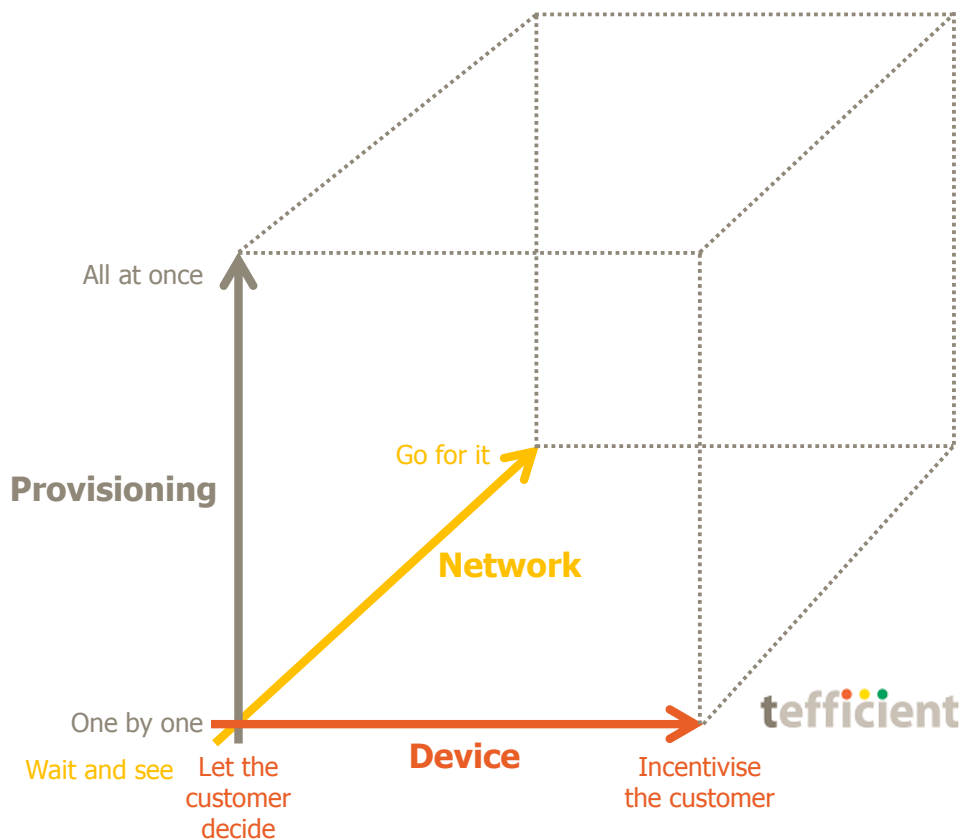 All at once
Go for it
Provisioning
Network
One by one
tefficient
Wait and see
Let the
customer
decide
Device
Incentivise
the customer